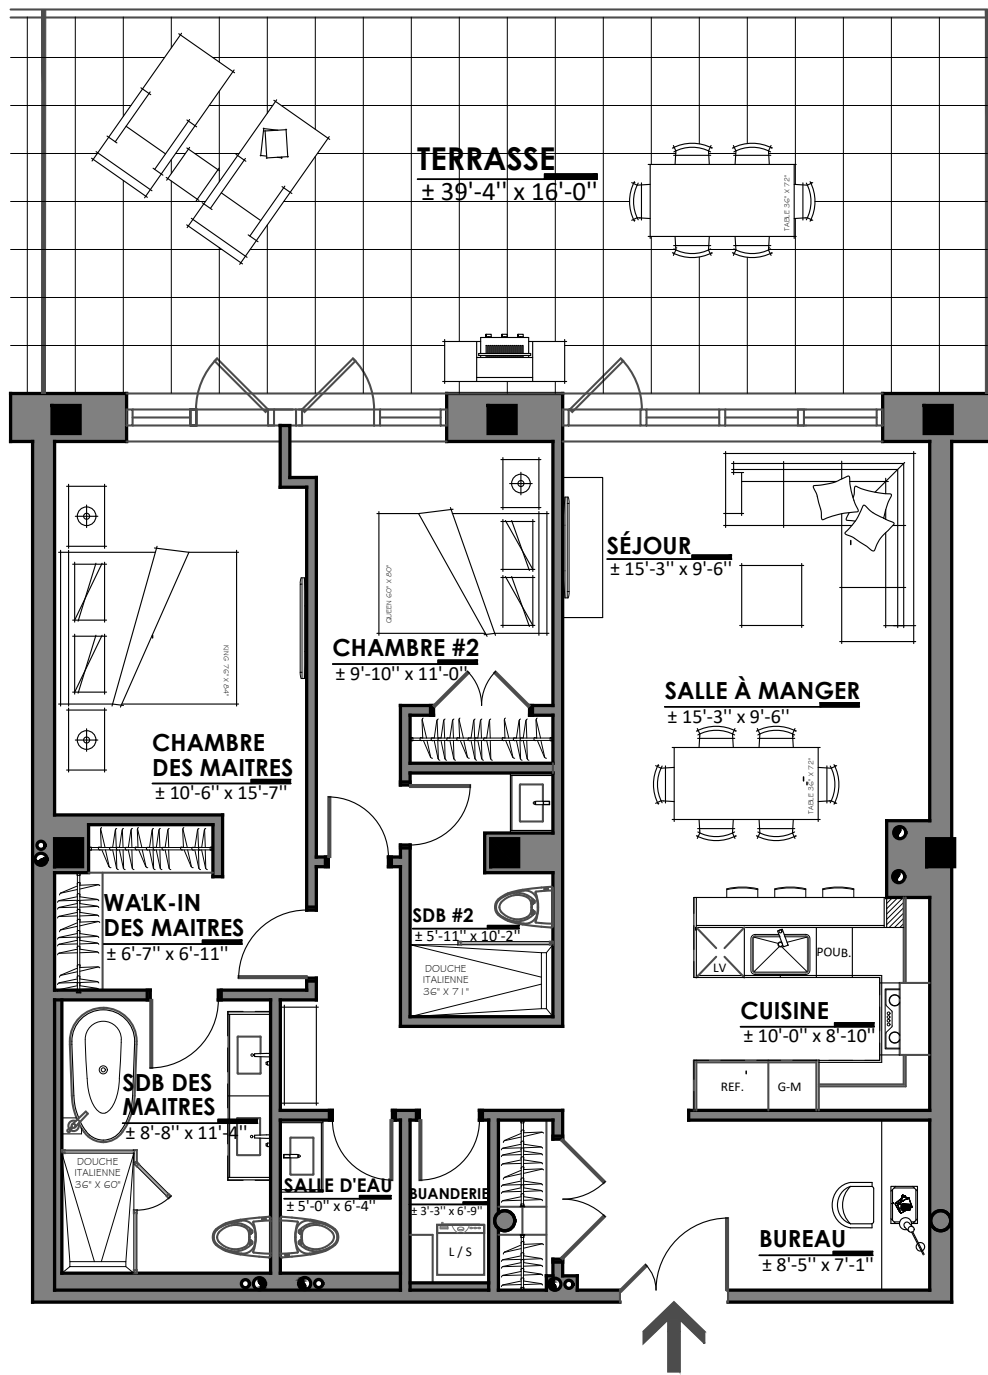 TERRASSE
± 39'-4" x 16'-0"
TABLE 36" X 72"
SÉJOUR
± 15'-3" x 9'-6"
QUEEN 60" X 80"
CHAMBRE #2
± 9'-10" x 11'-0"
KING 76" X 84"
SALLE À MANGER
± 15'-3" x 9'-6"
CHAMBRE
DES MAITRES
± 10'-6" x 15'-7"
TABLE 36" X 72"
WALK-IN
DES MAITRES
± 6'-7" x 6'-11"
SDB #2
± 5'-11" x 10'-2"
DOUCHE
ITALIENNE
36" X 71"
LV
POUB.
CUISINE
± 10'-0" x 8'-10"
REF.
G-M
SDB DES
MAITRES
± 8'-8" x 11'-4"
DOUCHE
ITALIENNE
36" X 60"
SALLE D'EAU
± 5'-0" x 6'-4"
BUANDERIE
± 3'-3" x 6'-9"
L / S
BUREAU
± 8'-5" x 7'-1"